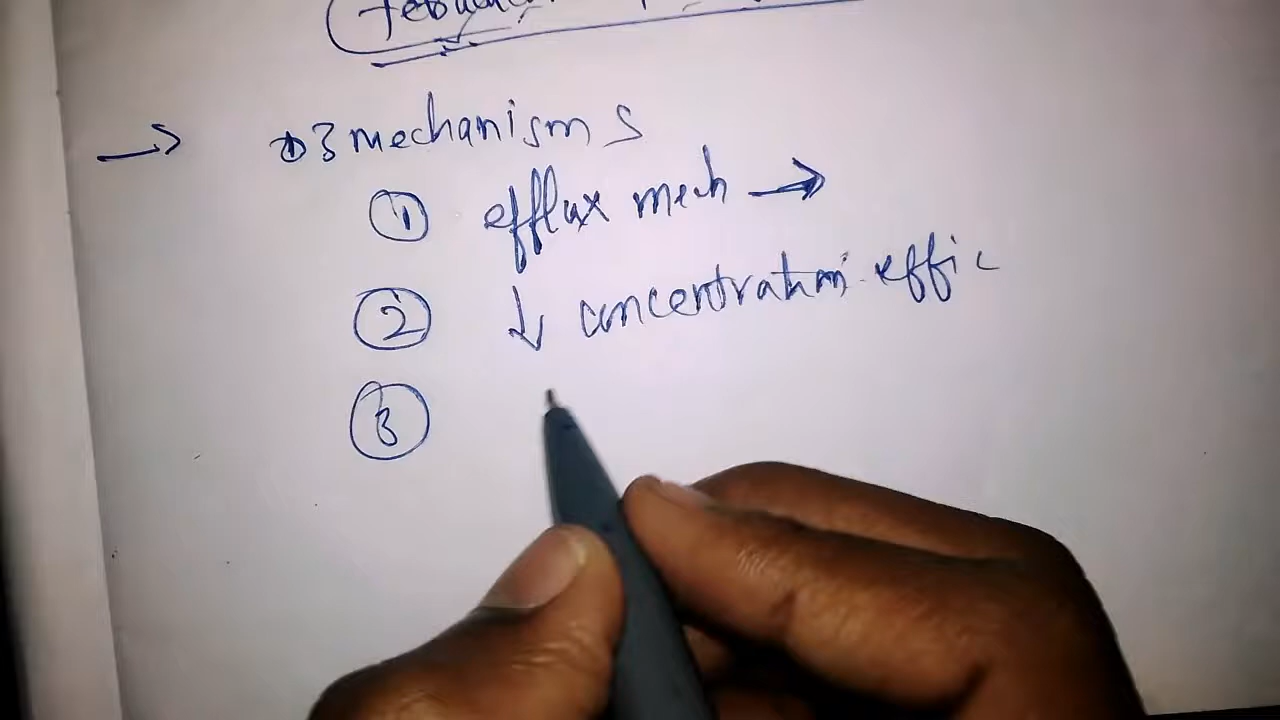 → 3 mechanisms
① efflux mech →
② ↓ concentration effic
③